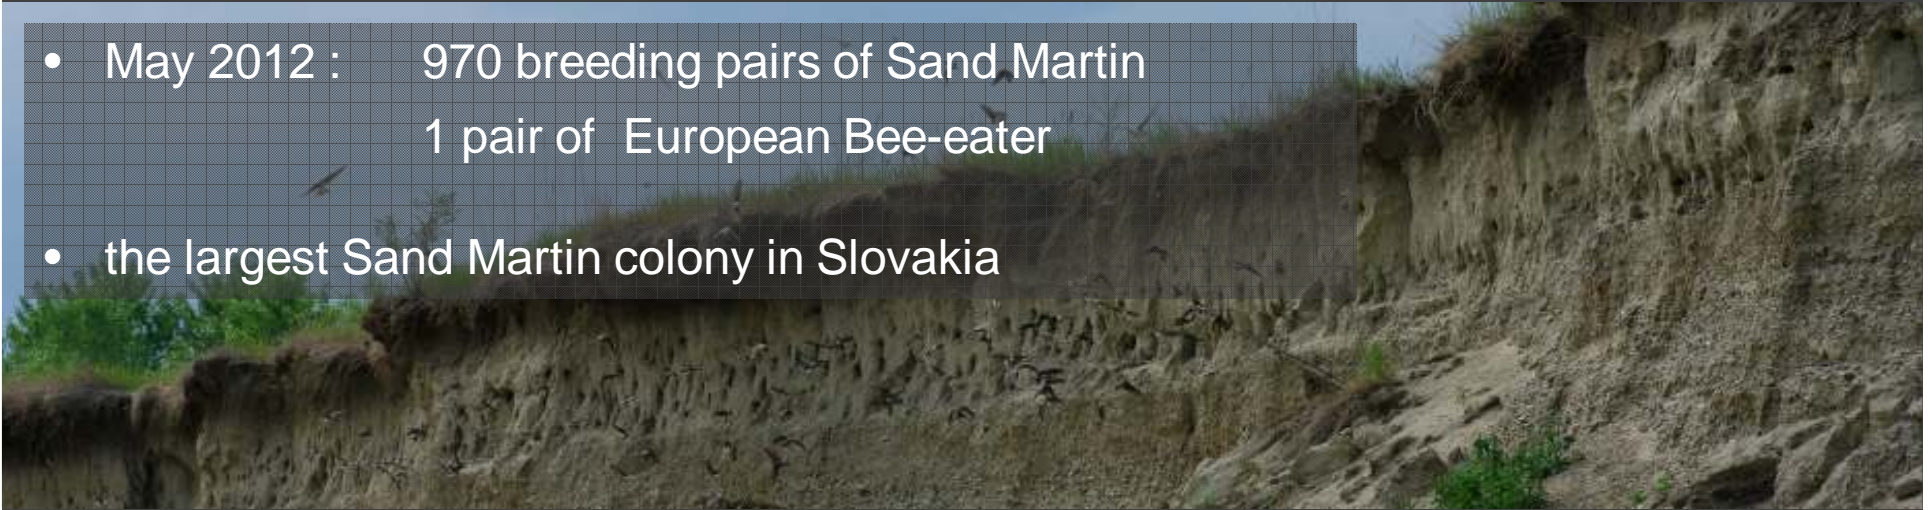 • May 2012 : 970 breeding pairs of Sand Martin
1 pair of European Bee-eater
• the largest Sand Martin colony in Slovakia